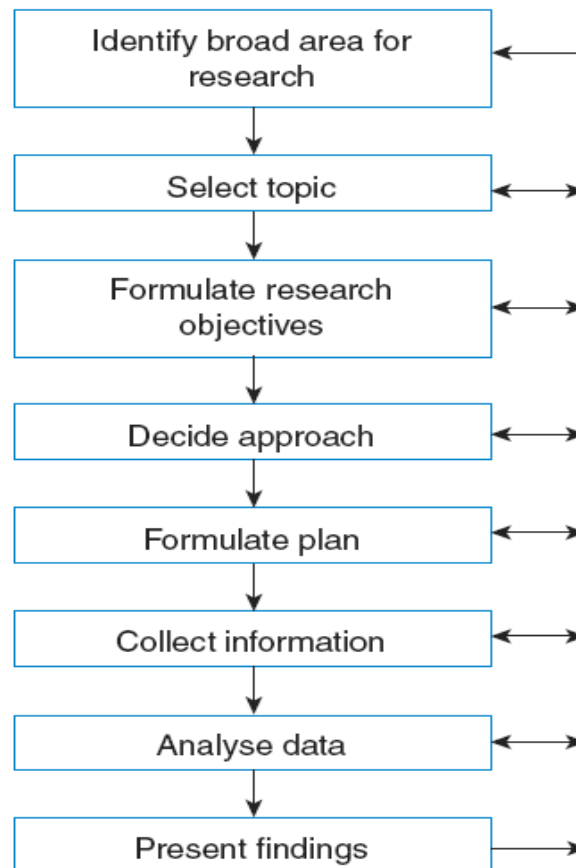 Identify broad area for
research
Select topic
Formulate research
objectives
Decide approach
Formulate plan
Collect information
Analyse data
Present findings